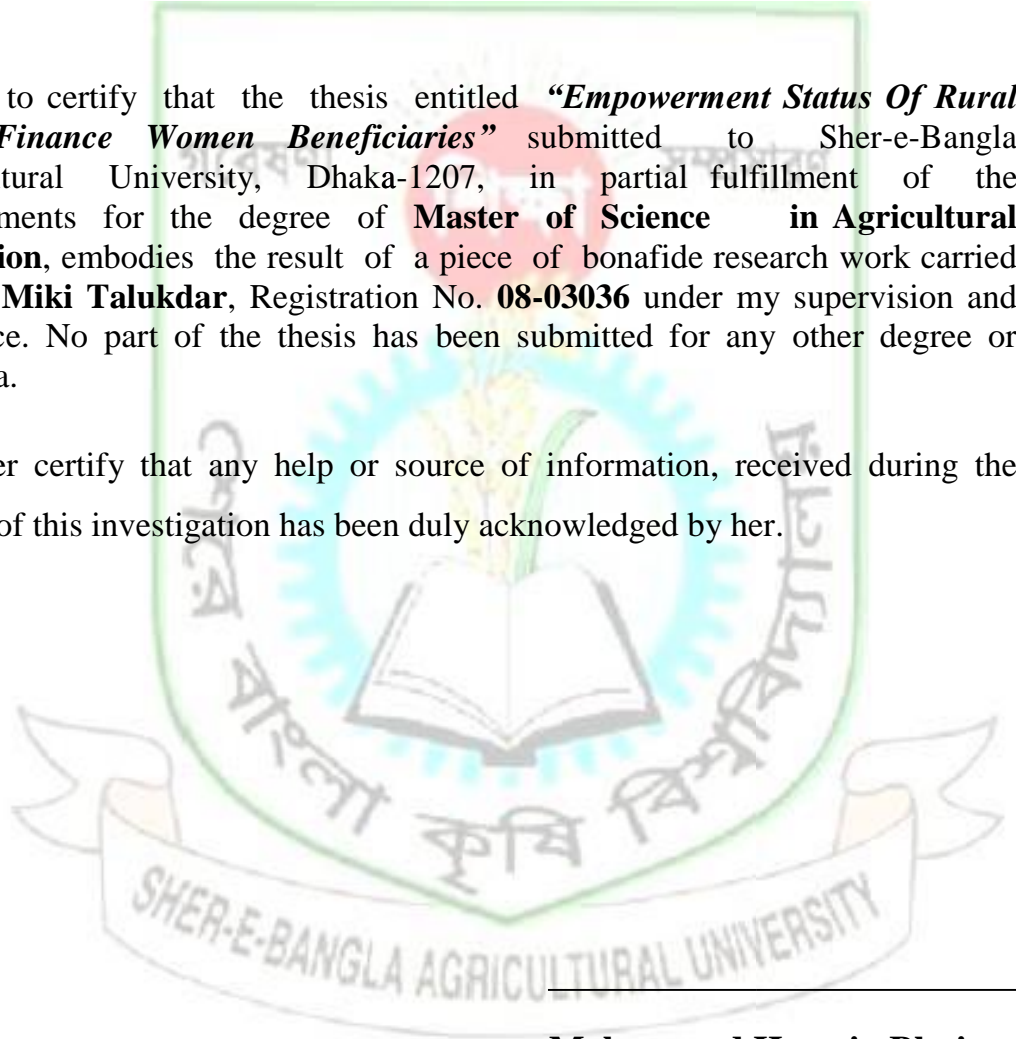 to certify that the thesis entitled “Empowerment Status Of Rural
Finance Women Beneficiaries” submitted to Sher-e-Bangla
tural University, Dhaka-1207, in partial fulfillment of the
ments for the degree of Master of Science in Agricultural
ion, embodies the result of a piece of bonafide research work carried
Miki Talukdar, Registration No. 08-03036 under my supervision and
ce. No part of the thesis has been submitted for any other degree or
a.
er certify that any help or source of information, received during the
of this investigation has been duly acknowledged by her.
শেরে বাংলা কৃষি বিশ্ববিদ্যালয়
SHER-E-BANGLA AGRICULTURAL UNIVERSITY